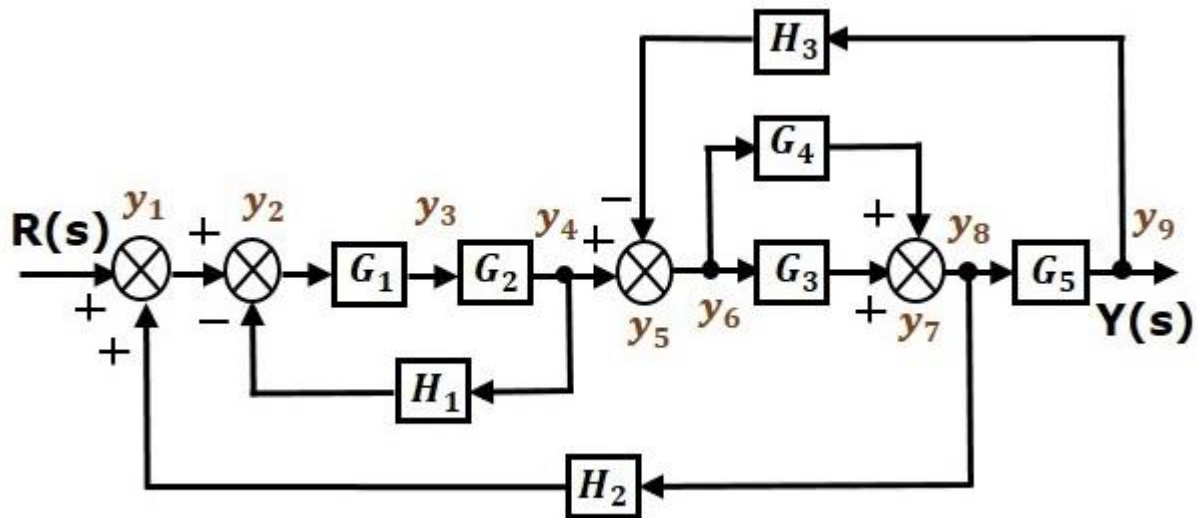 H₃
G₄
−
y₁
y₂
y₃
y₄
+
y₈
y₉
R(s)
+
+
G₁
G₂
G₃
G₅
+
−
y₅
y₆
+
y₇
Y(s)
+
H₁
H₂